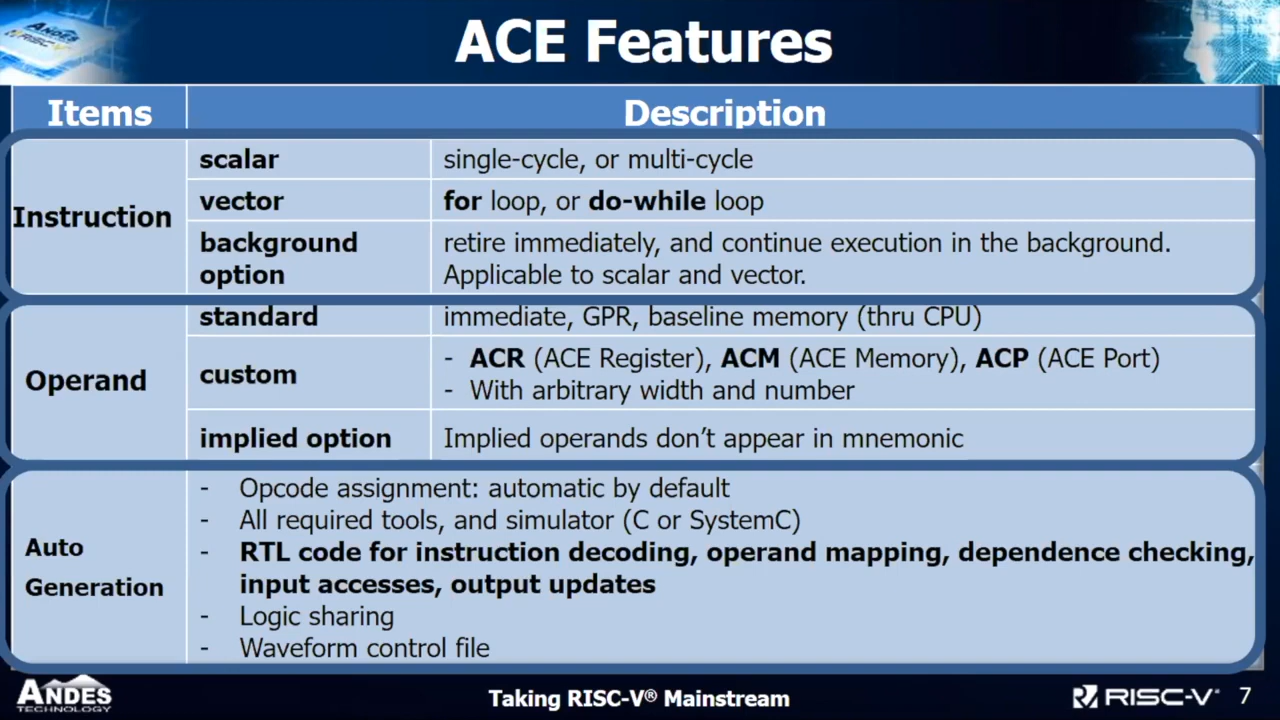 ANDES
RISC-V
ACE Features
Items
Description
Instruction
scalar
single-cycle, or multi-cycle
vector
for loop, or do-while loop
background
option
retire immediately, and continue execution in the background.
Applicable to scalar and vector.
Operand
standard
immediate, GPR, baseline memory (thru CPU)
custom
- ACR (ACE Register), ACM (ACE Memory), ACP (ACE Port)
- With arbitrary width and number
implied option
Implied operands don’t appear in mnemonic
Auto
Generation
- Opcode assignment: automatic by default
- All required tools, and simulator (C or SystemC)
- RTL code for instruction decoding, operand mapping, dependence checking,
input accesses, output updates
- Logic sharing
- Waveform control file
ANDES
TECHNOLOGY
Taking RISC-V® Mainstream
RISC-V®
7